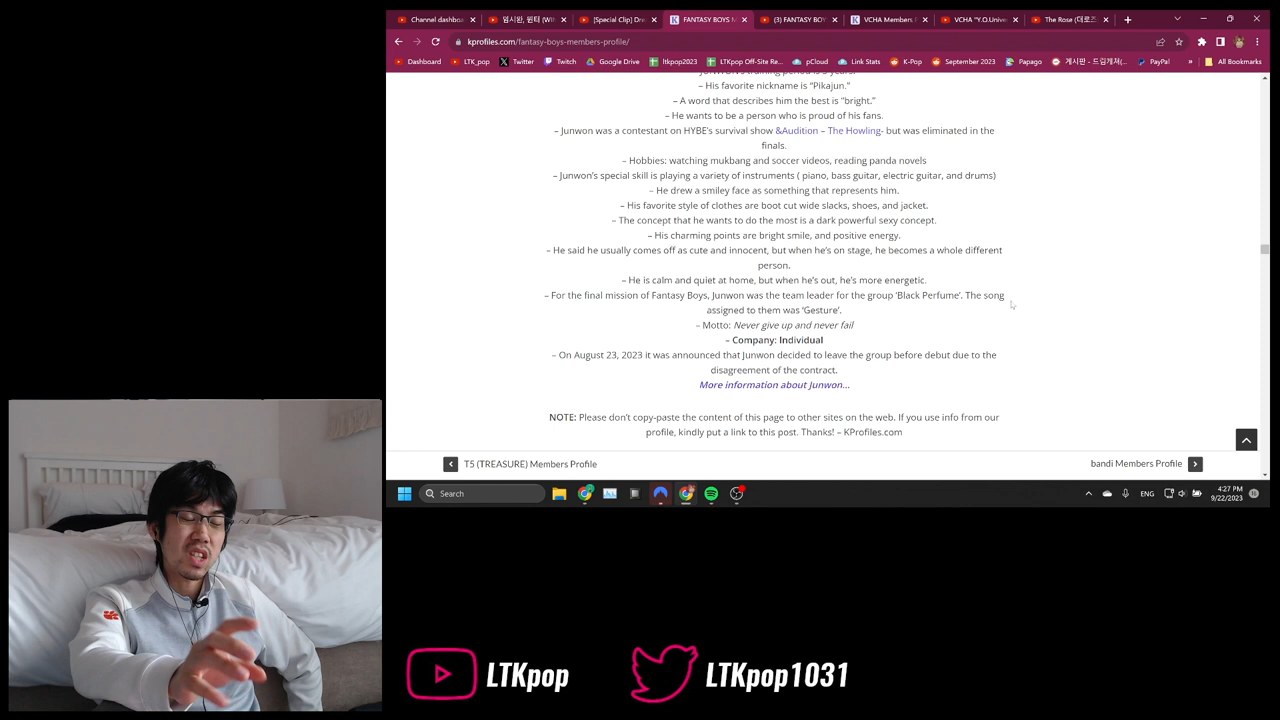 Channel dashboa
임시완, 윈터 (WIN
[Special Clip] Dre
FANTASY BOYS M
(3) FANTASY BOY
VCHA Members
VCHA "Y.O.Univer
The Rose (더로즈
kprofiles.com/fantasy-boys-members-profile/
Dashboard
LTK_pop
Twitter
Twitch
Google Drive
ltkpop2023
LTKpop Off-Site Re...
pCloud
Link Stats
K-Pop
September 2023
Papago
PayPal
»
All Bookmarks
– His favorite nickname is “Pikajun.”
– A word that describes him the best is “bright.”
– He wants to be a person who is proud of his fans.
– Junwon was a contestant on HYBE’s survival show &Audition – The Howling- but was eliminated in the
finals.
– Hobbies: watching mukbang and soccer videos, reading panda novels
– Junwon’s special skill is playing a variety of instruments ( piano, bass guitar, electric guitar, and drums)
– He drew a smiley face as something that represents him.
– His favorite style of clothes are boot cut wide slacks, shoes, and jacket.
– The concept that he wants to do the most is a dark powerful sexy concept.
– His charming points are bright smile, and positive energy.
– He said he usually comes off as cute and innocent, but when he’s on stage, he becomes a whole different
person.
– He is calm and quiet at home, but when he’s out, he’s more energetic.
– For the final mission of Fantasy Boys, Junwon was the team leader for the group ‘Black Perfume’. The song
assigned to them was ‘Gesture’.
– Motto: Never give up and never fail
– Company: Individual
– On August 23, 2023 it was announced that Junwon decided to leave the group before debut due to the
disagreement of the contract.
More information about Junwon...
NOTE: Please don’t copy-paste the content of this page to other sites on the web. If you use info from our
profile, kindly put a link to this post. Thanks! – KProfiles.com
T5 (TREASURE) Members Profile
bandi Members Profile
Search
ENG
4:27 PM
9/22/2023
LTKpop
LTKpop1031